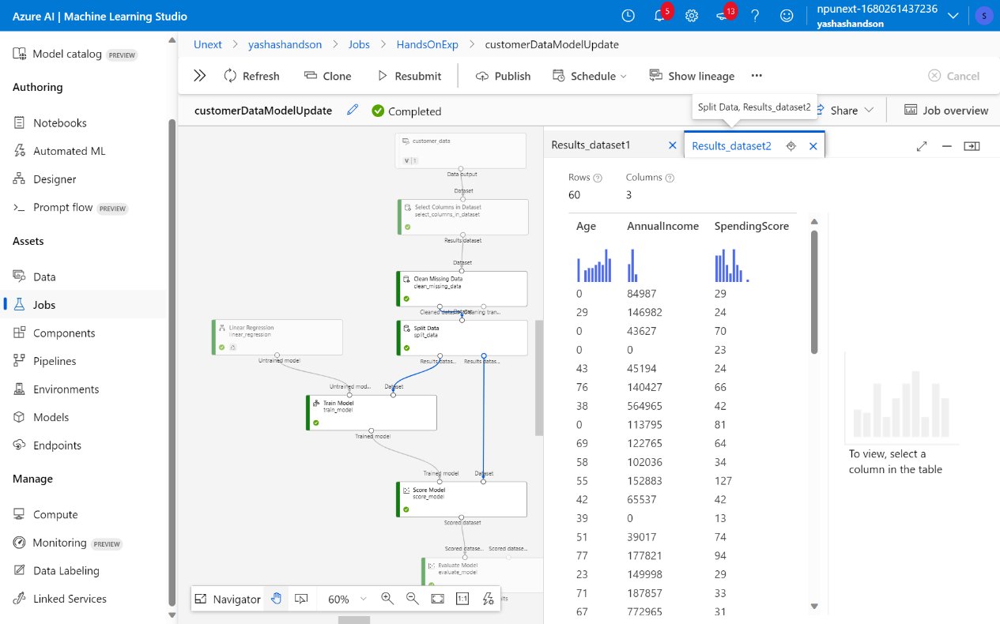 Azure AI | Machine Learning Studio
5
13
npunext-1680261437236
yashashandson
S
Model catalog PREVIEW
Authoring
Notebooks
Automated ML
Designer
Prompt flow PREVIEW
Assets
Data
Jobs
Components
Pipelines
Environments
Models
Endpoints
Manage
Compute
Monitoring PREVIEW
Data Labeling
Linked Services
Unext > yashashandson > Jobs > HandsOnExp > customerDataModelUpdate
Refresh Clone Resubmit Publish Schedule Show lineage ... Cancel
customerDataModelUpdate Completed Share Job overview
Split Data, Results_dataset2
customer_data
V 1
Data output
Dataset
Select Columns in Dataset
select_columns_in_dataset
Results dataset
Dataset
Clean Missing Data
clean_missing_data
Split Data
split_data
Results datas... Results datas...
Linear Regression
linear_regression
Untrained model
Untrained mod... Dataset
Train Model
train_model
Trained model
Trained model Dataset
Score Model
score_model
Scored dataset
Scored datase... Scored datase...
Evaluate Model
evaluate_model
Navigator 60% 1:1
Results_dataset1 Results_dataset2
Rows Columns
60 3
Age AnnualIncome SpendingScore
0 84987 29
29 146982 24
0 43627 70
0 0 23
43 45194 24
76 140427 66
38 564965 42
0 113795 81
69 122765 64
58 102036 34
55 152883 127
42 65537 42
39 0 13
51 39017 74
77 177821 94
23 149998 29
71 187857 33
67 772965 31
To view, select a
column in the table